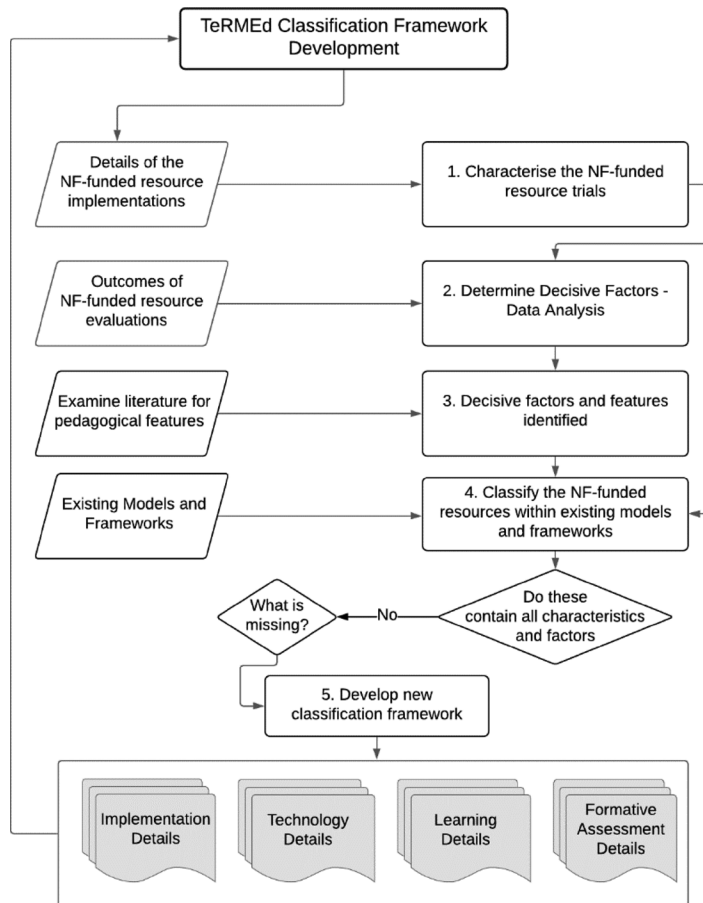 TeRMEd Classification Framework
Development
Details of the
NF-funded resource
implementations
1. Characterise the NF-funded
resource trials
Outcomes of
NF-funded resource
evaluations
2. Determine Decisive Factors -
Data Analysis
Examine literature for
pedagogical features
3. Decisive factors and features
identified
Existing Models and
Frameworks
4. Classify the NF-funded
resources within existing models
and frameworks
Do these
contain all characteristics
and factors
No
What is
missing?
5. Develop new
classification framework
Implementation
Details
Technology
Details
Learning
Details
Formative
Assessment
Details